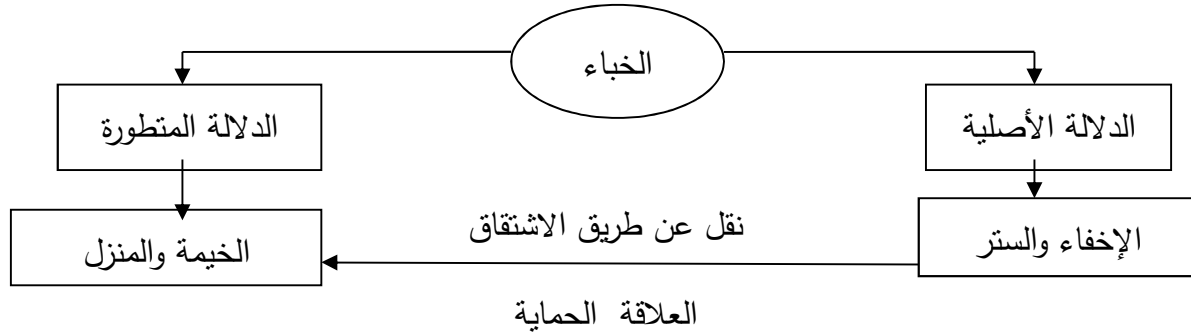 الخباء
الدلالة الأصلية
الدلالة المتطورة
الإخفاء والستر
نقل عن طريق الاشتقاق
الخيمة والمنزل
العلاقة الحماية